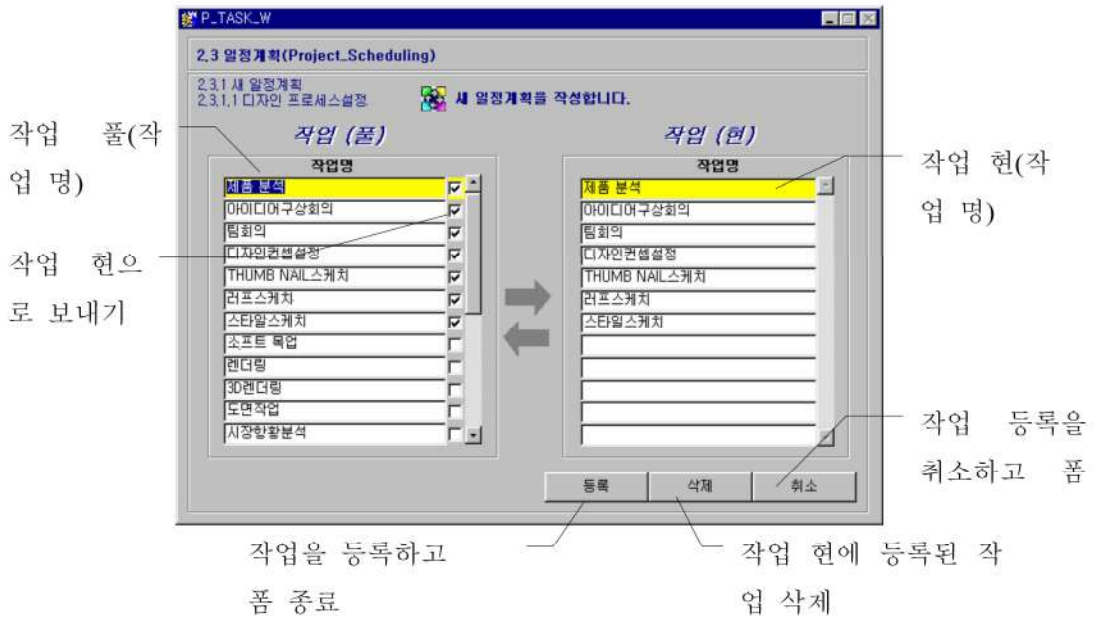 P_TASK_W
2.3 일정계획(Project_Scheduling)
2.3.1 새 일정계획
2.3.1.1 디자인 프로세스설정
새 일정계획을 작성합니다.
작업 (풀)
작업 (현)
작업명
작업명
제품 분석
아이디어구상회의
팀회의
디자인컨셉설정
THUMB NAIL스케치
러프스케치
스타일스케치
소프트 목업
렌더링
3D렌더링
도면작업
시장항황분석
제품 분석
아이디어구상회의
팀회의
디자인컨셉설정
THUMB NAIL스케치
러프스케치
스타일스케치
등록
삭제
취소
작업 풀(작
업 명)
작업 현으
로 보내기
작업 현(작
업 명)
작업 등록을
취소하고 폼
작업을 등록하고
폼 종료
작업 현에 등록된 작
업 삭제